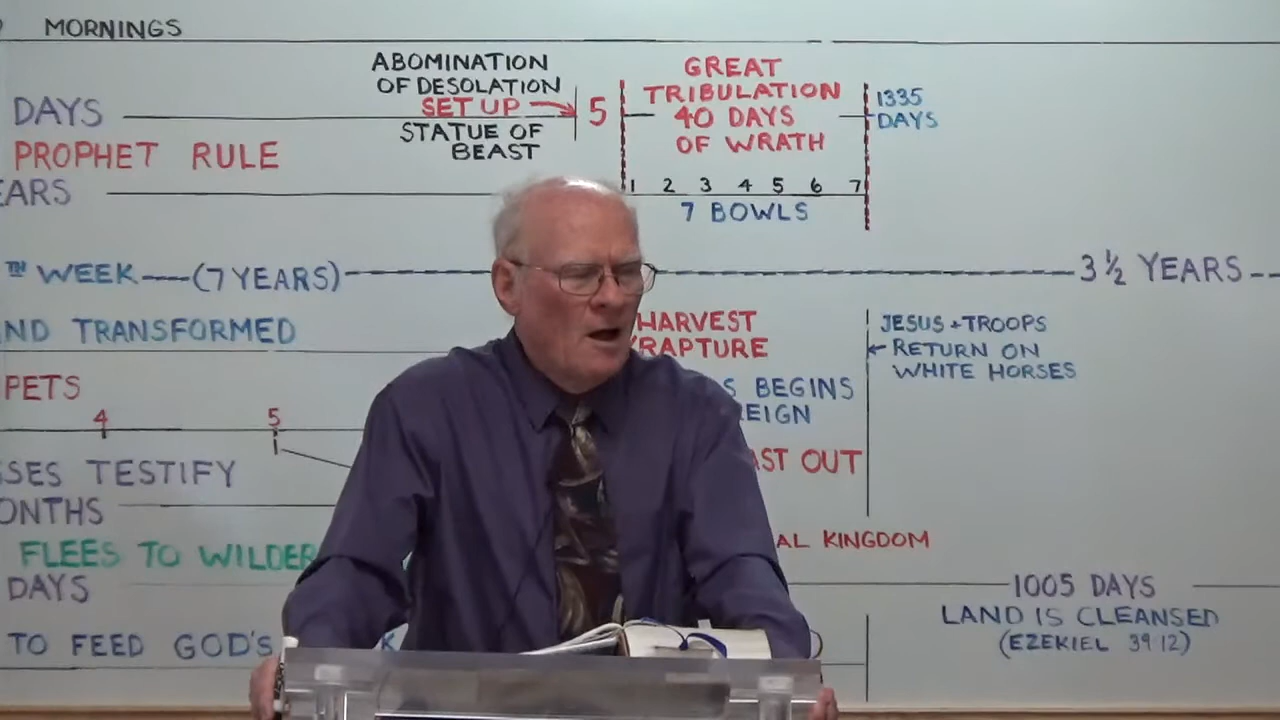 MORNINGS
ABOMINATION
OF DESOLATION
SET UP
STATUE OF
BEAST
5
GREAT
TRIBULATION
40 DAYS
OF WRATH
1335
DAYS
DAYS
PROPHET RULE
EARS
1 2 3 4 5 6 7
7 BOWLS
TH WEEK (7 YEARS)
3 1/2 YEARS
ND TRANSFORMED
HARVEST
RAPTURE
JESUS + TROOPS
RETURN ON
WHITE HORSES
PETS
4 5
S BEGINS
REIGN
SSES TESTIFY
AST OUT
ONTHS
FLEES TO WILDER
AL KINGDOM
DAYS
1005 DAYS
LAND IS CLEANSED
(EZEKIEL 39:12)
TO FEED GOD'S K